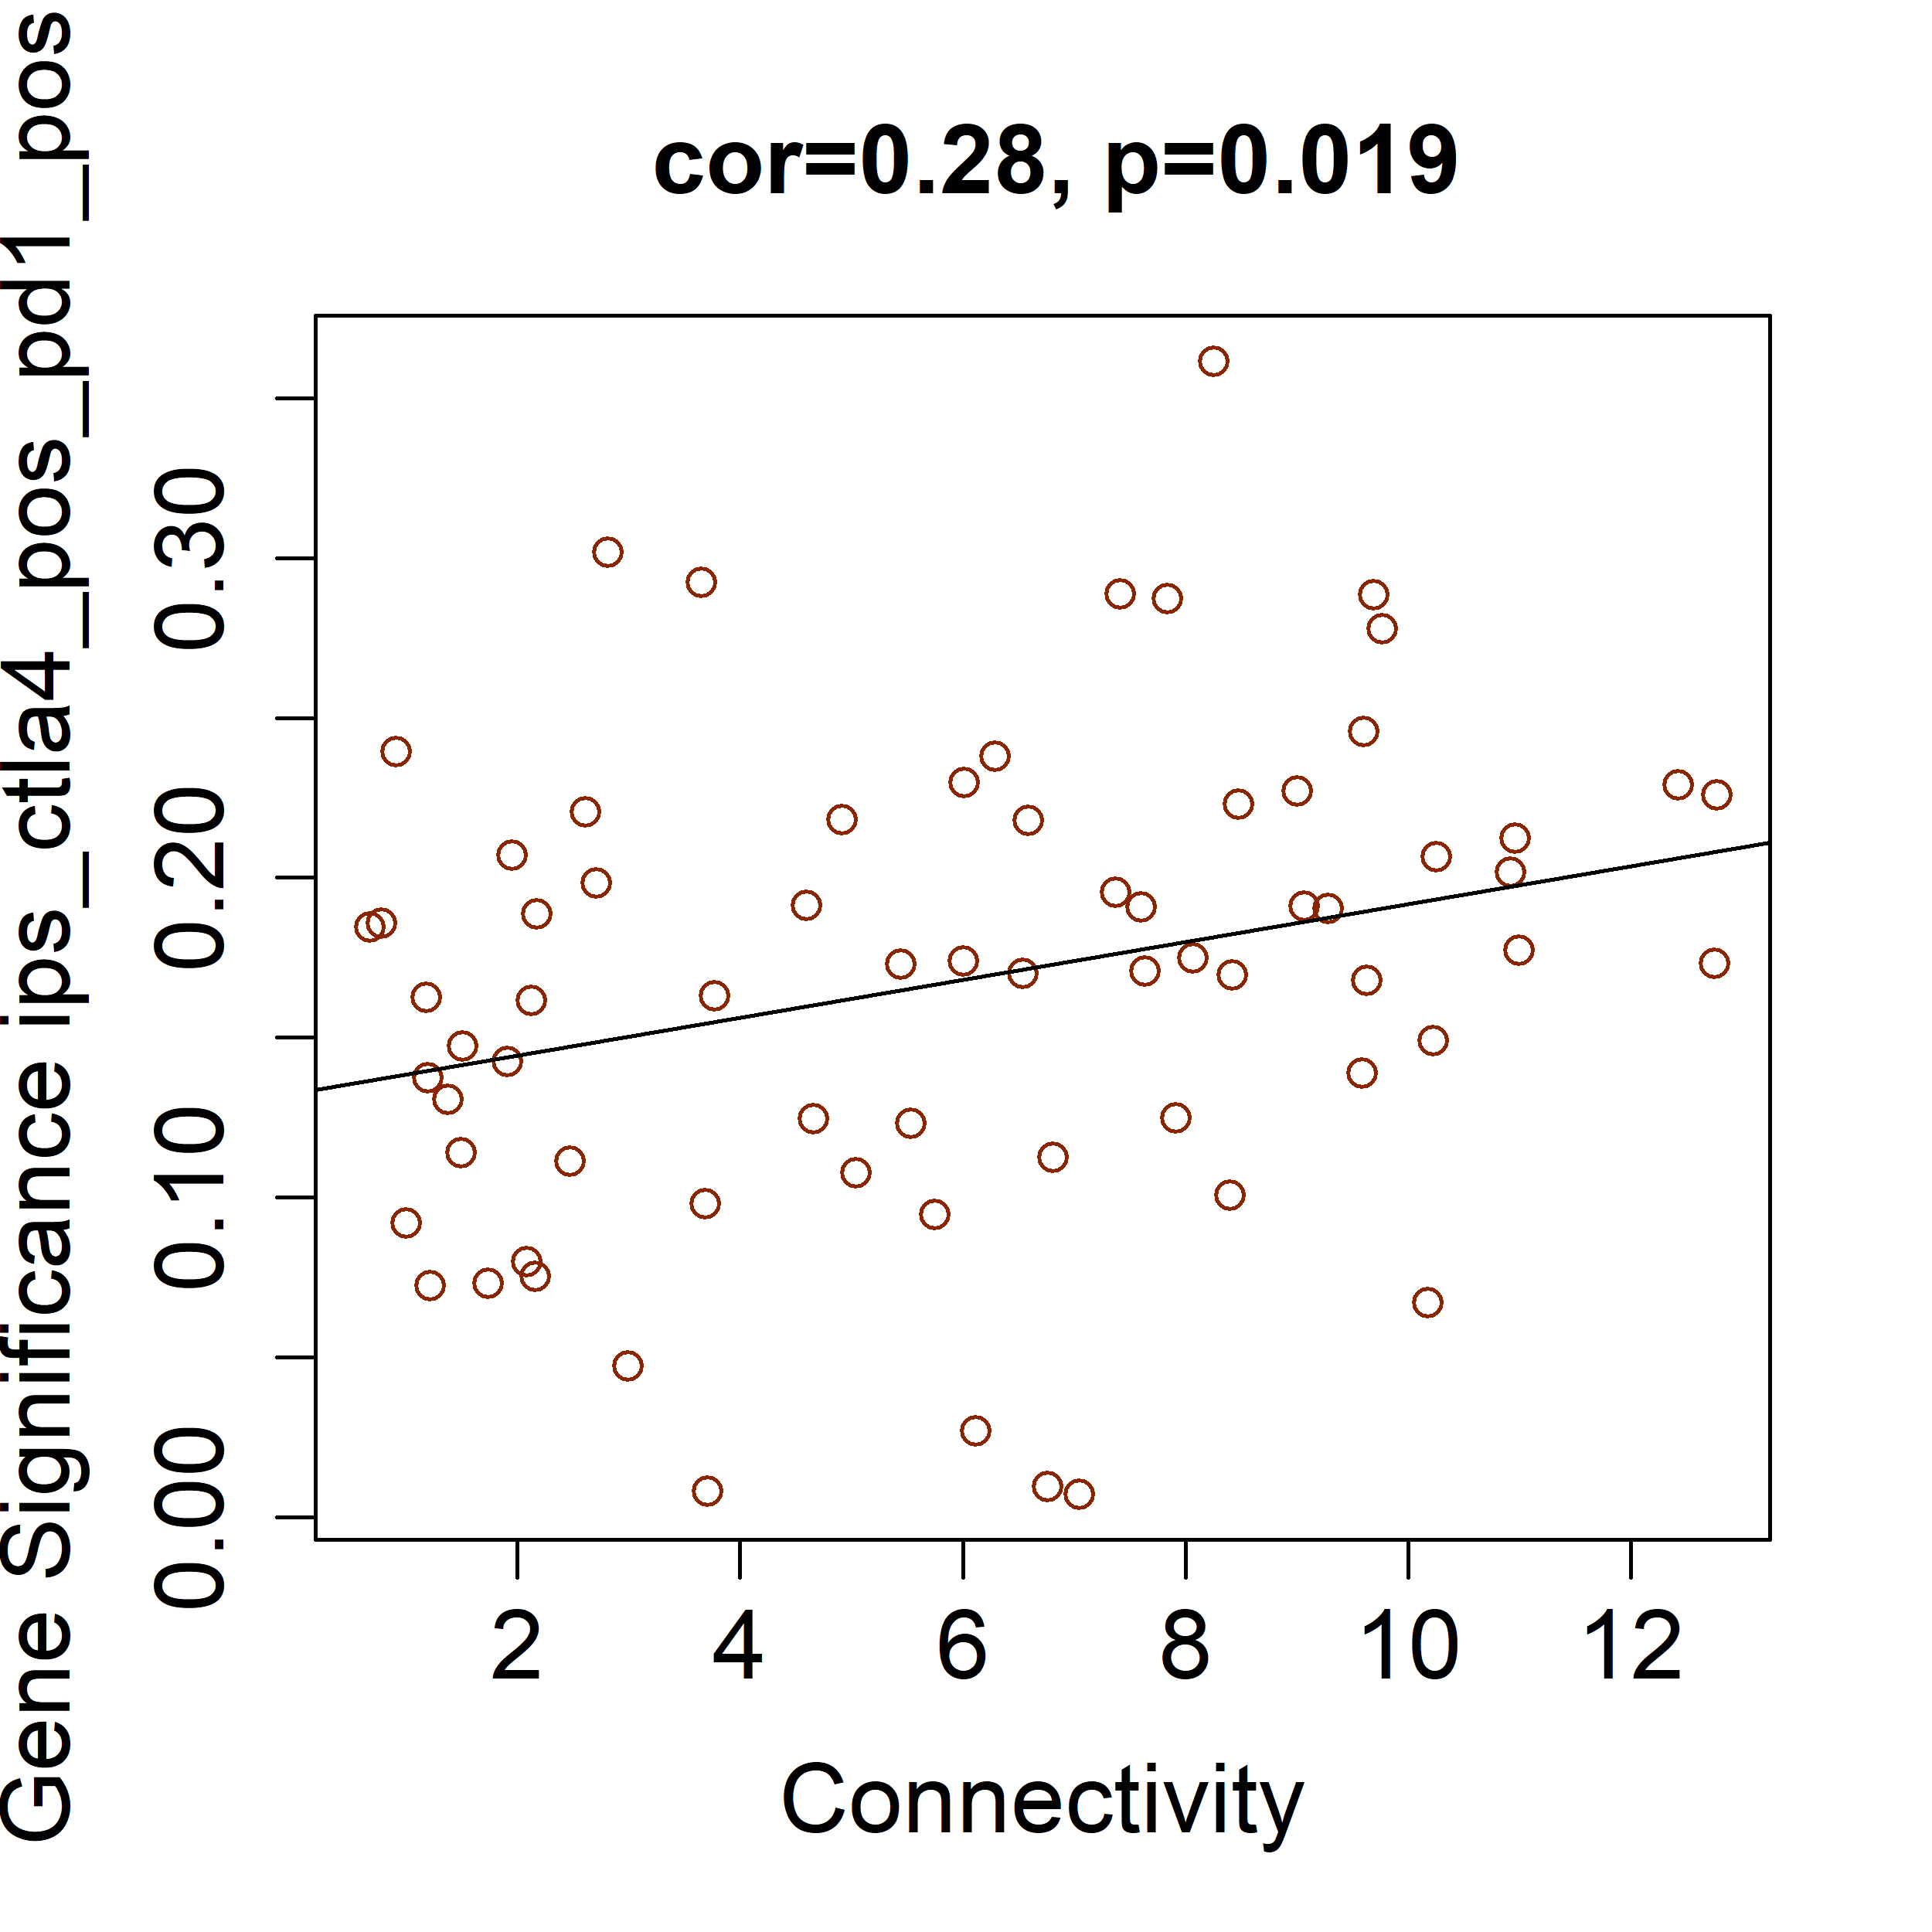 cor=0.28, p=0.019
Gene Significance ips_ctla4_pos_pd1_pos
0.30
0.20
0.10
0.00
2 4 6 8 10 12
Connectivity